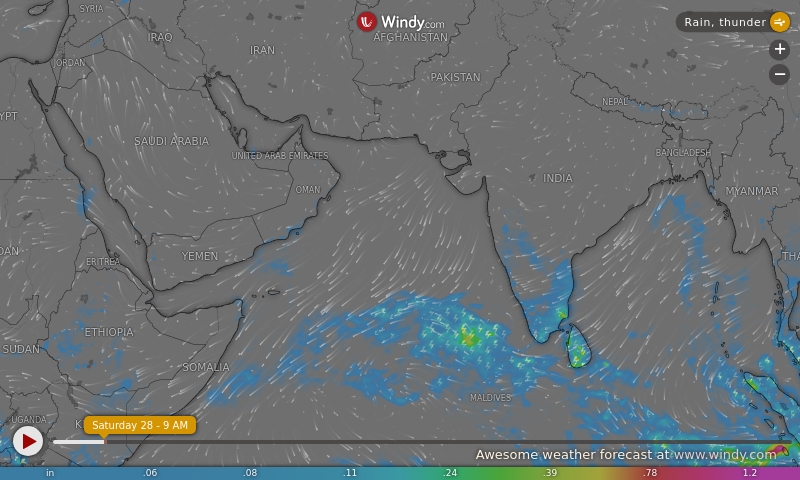 SYRIA
Windy.com
Rain, thunder
IRAQ
IRAN
AFGHANISTAN
JORDAN
PAKISTAN
+
−
NEPAL
YPT
SAUDI ARABIA
UNITED ARAB EMIRATES
BANGLADESH
INDIA
OMAN
MYANMAR
DAN
YEMEN
ERITREA
THA
ETHIOPIA
SUDAN
SOMALIA
MALDIVES
UGANDA
K
Saturday 28 - 9 AM
Awesome weather forecast at www.windy.com
in .06 .08 .11 .24 .39 .78 1.2